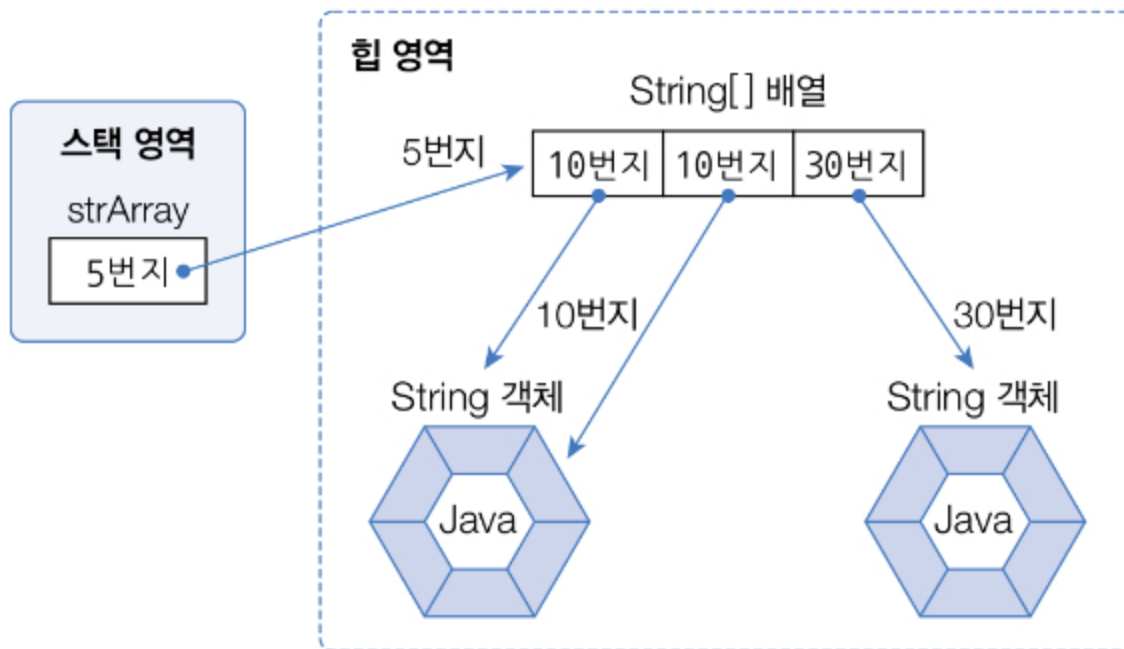 힙 영역
String[] 배열
스택 영역
5번지
10번지 10번지 30번지
strArray
5번지
10번지
30번지
String 객체
String 객체
Java
Java